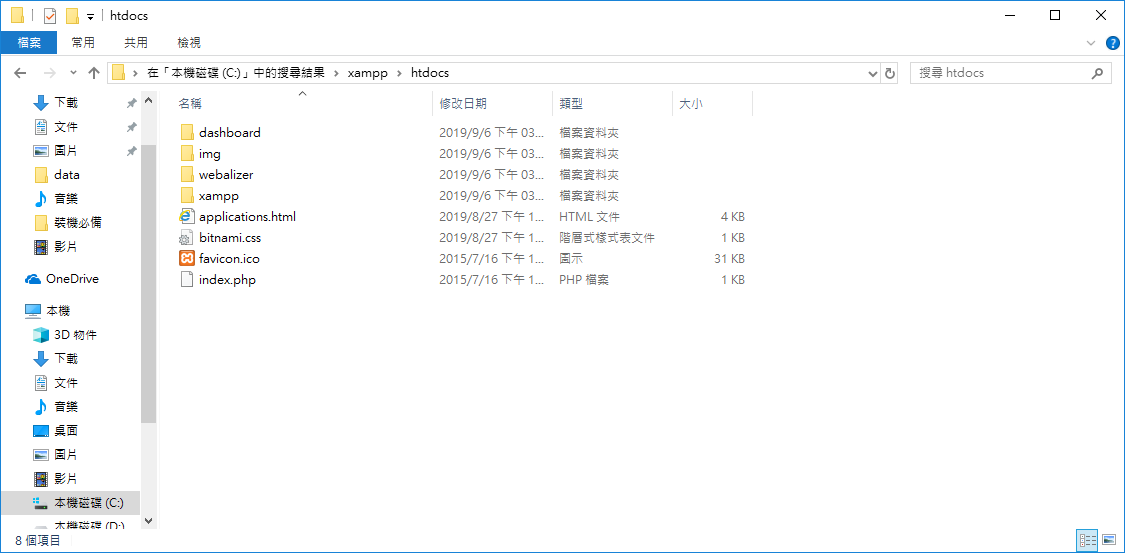 htdocs
檔案 常用 共用 檢視
在「本機磁碟 (C:)」中的搜尋結果 › xampp › htdocs 搜尋 htdocs
名稱 修改日期 類型 大小
下載
文件
圖片
data
音樂
裝機必備
影片
OneDrive
本機
3D 物件
下載
文件
音樂
桌面
圖片
影片
本機磁碟 (C:)
本機磁碟 (D:)
dashboard 2019/9/6 下午 03... 檔案資料夾
img 2019/9/6 下午 03... 檔案資料夾
webalizer 2019/9/6 下午 03... 檔案資料夾
xampp 2019/9/6 下午 03... 檔案資料夾
applications.html 2019/8/27 下午 1... HTML 文件 4 KB
bitnami.css 2019/8/27 下午 1... 階層式樣式表文件 1 KB
favicon.ico 2015/7/16 下午 1... 圖示 31 KB
index.php 2015/7/16 下午 1... PHP 檔案 1 KB
8 個項目